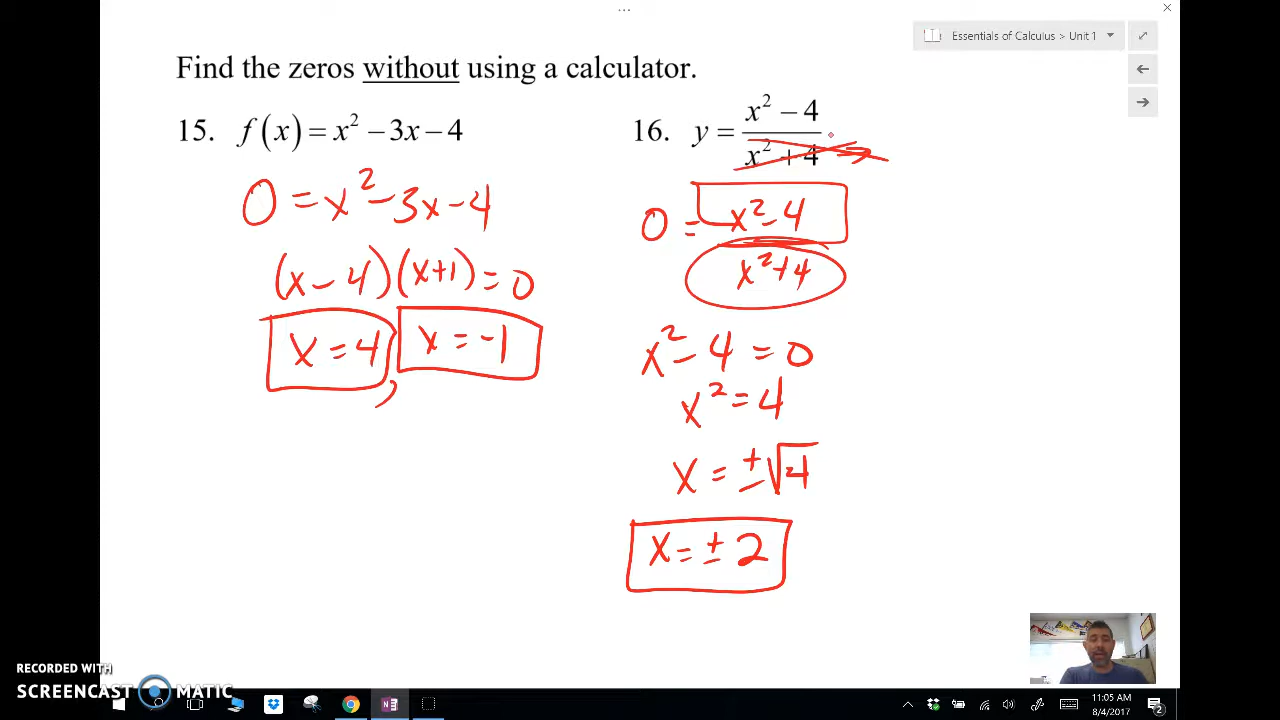 Essentials of Calculus > Unit 1
Find the zeros without using a calculator.
15. f(x) = x² − 3x − 4
0 = x² − 3x − 4
(x − 4)(x + 1) = 0
x = 4, x = −1
16. y = (x² − 4)/(x² + 4)
0 = (x² − 4)/(x² + 4)
x² − 4 = 0
x² = 4
x = ±√4
x = ± 2
RECORDED WITH
SCREENCAST MATIC
11:05 AM
8/4/2017
2